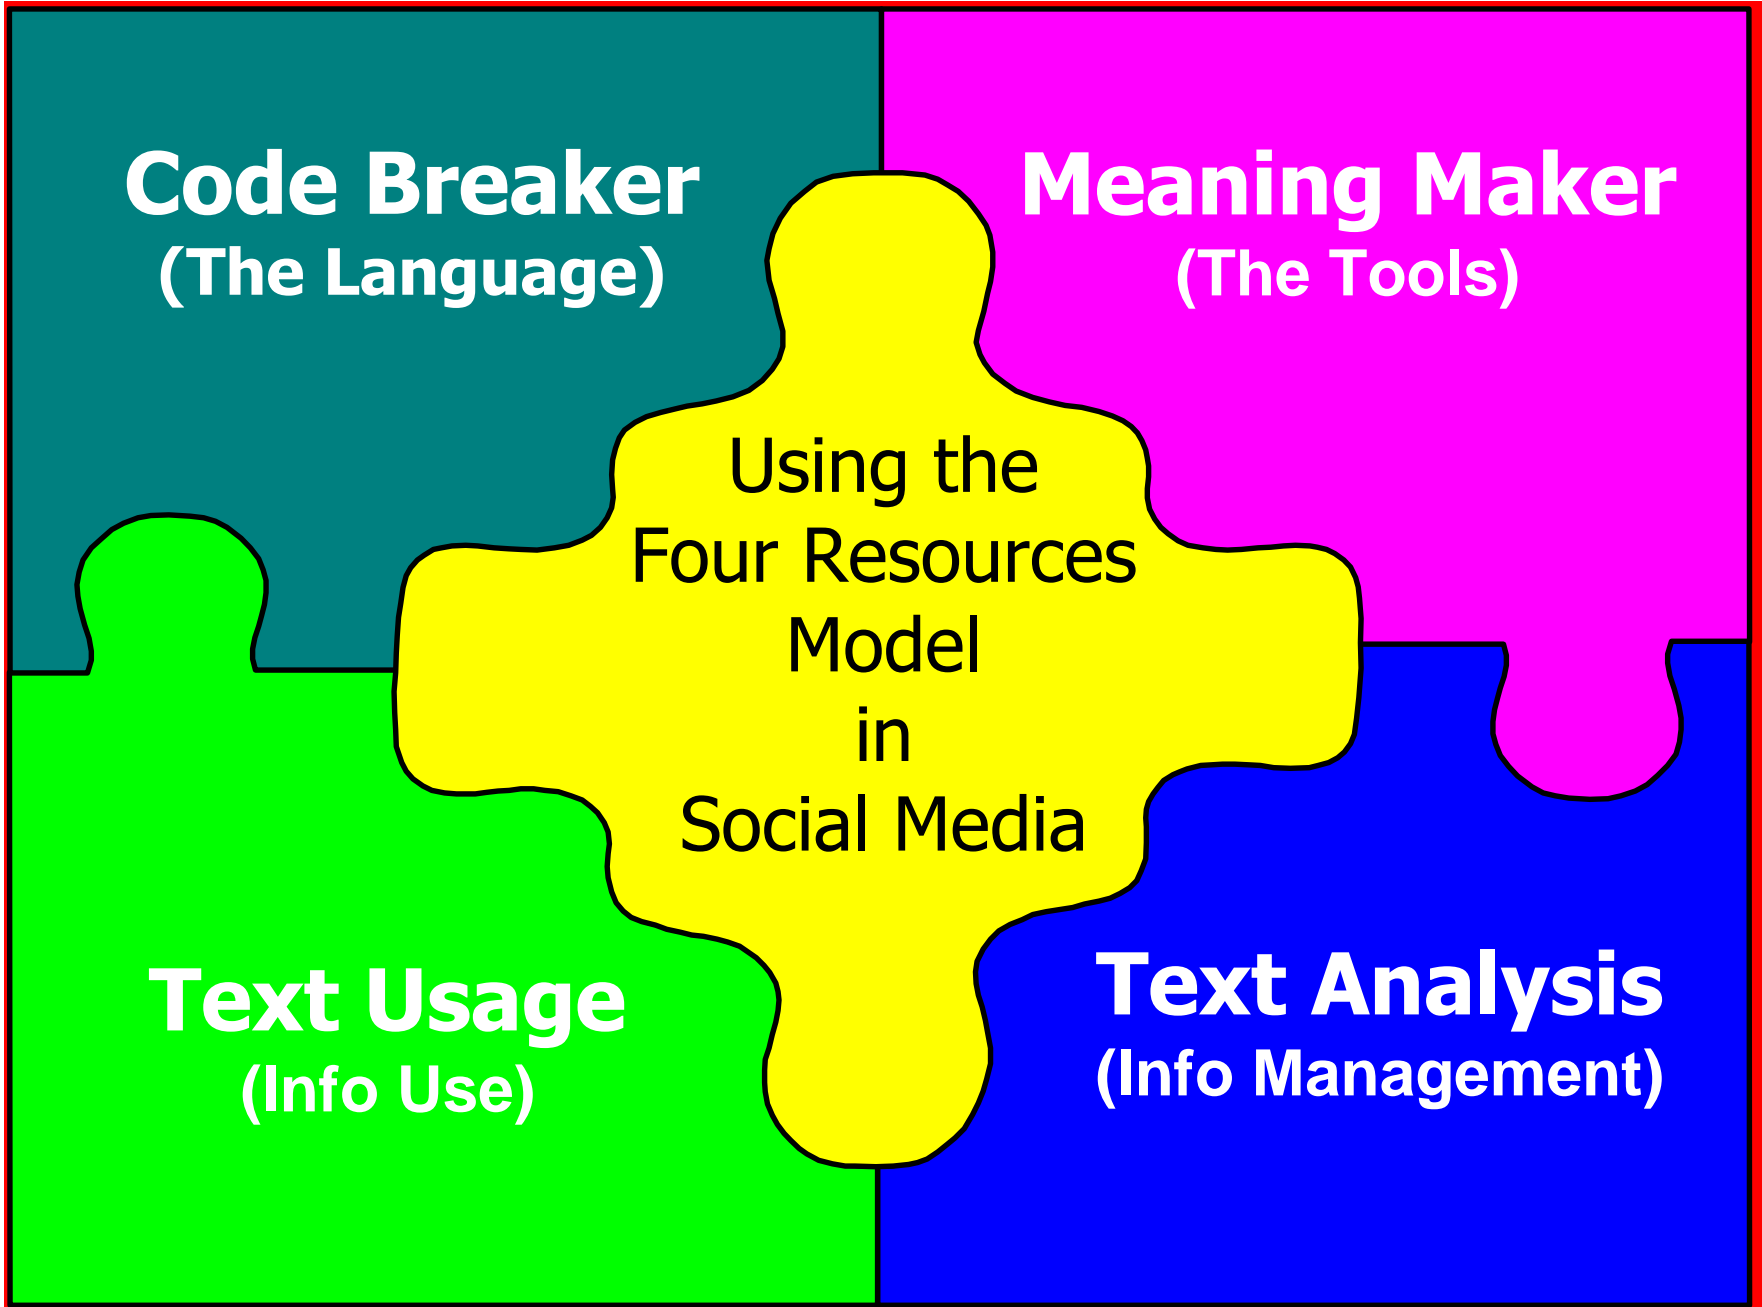 Code Breaker
(The Language)
Meaning Maker
(The Tools)
Using the
Four Resources
Model
in
Social Media
Text Usage
(Info Use)
Text Analysis
(Info Management)